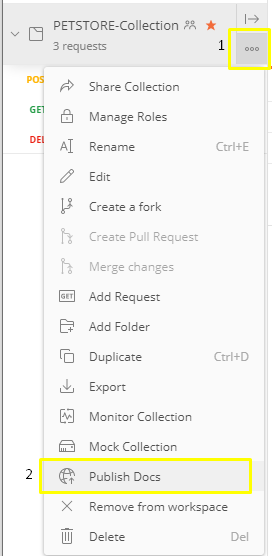 PETSTORE-Collection
3 requests 1
POS
Share Collection
GET
Manage Roles
DEL
Rename Ctrl+E
Edit
Create a fork
Create Pull Request
Merge changes
GET Add Request
Add Folder
Duplicate Ctrl+D
Export
Monitor Collection
Mock Collection
2 Publish Docs
Remove from workspace
Delete Del